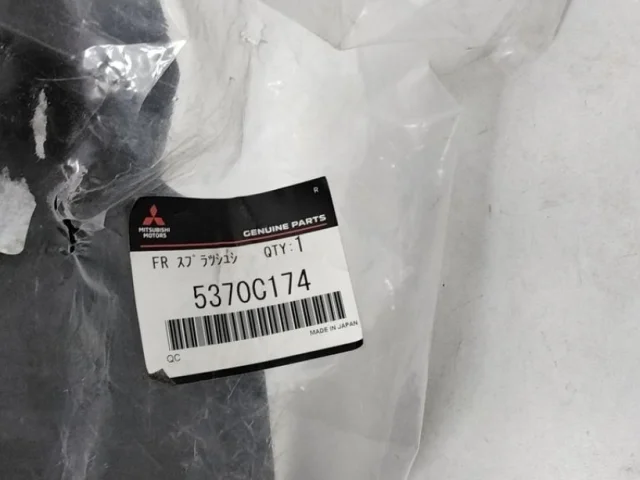 R
MITSUBISHI
MOTORS
GENUINE PARTS
FR ｽﾌﾟﾗｯｼｭｼ QTY:1
5370C174
MADE IN JAPAN
QC